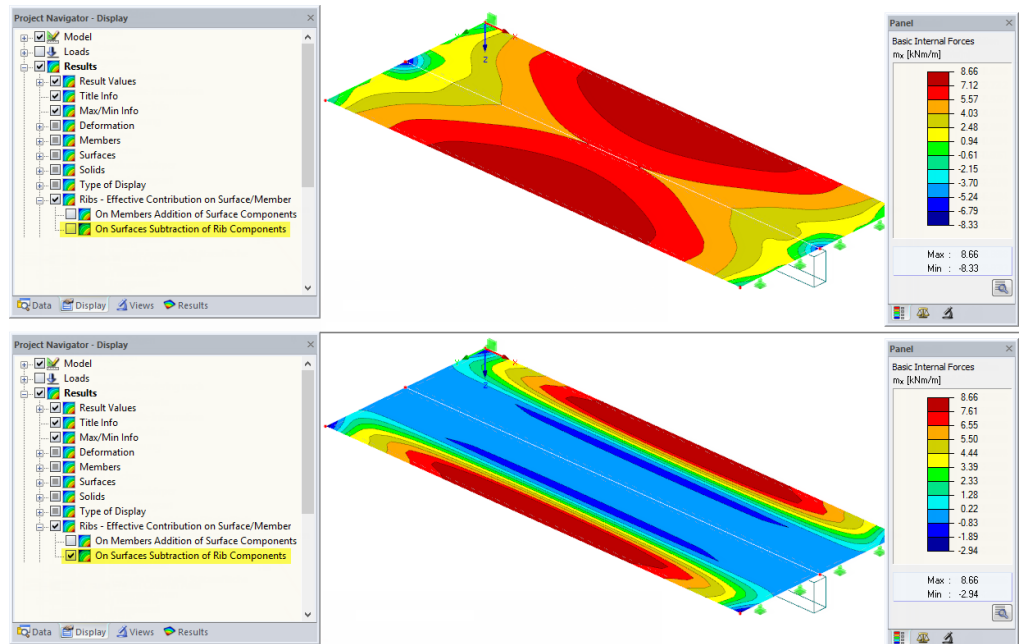 Project Navigator - Display
Model
Loads
Results
Result Values
Title Info
Max/Min Info
Deformation
Members
Surfaces
Solids
Type of Display
Ribs - Effective Contribution on Surface/Member
On Members Addition of Surface Components
On Surfaces Subtraction of Rib Components
Data Display Views Results
Z
Panel
Basic Internal Forces
mx [kNm/m]
8.66
7.12
5.57
4.03
2.48
0.94
-0.61
-2.15
-3.70
-5.24
-6.79
-8.33
Max : 8.66
Min : -8.33
Project Navigator - Display
Model
Loads
Results
Result Values
Title Info
Max/Min Info
Deformation
Members
Surfaces
Solids
Type of Display
Ribs - Effective Contribution on Surface/Member
On Members Addition of Surface Components
On Surfaces Subtraction of Rib Components
Data Display Views Results
Z
Panel
Basic Internal Forces
mx [kNm/m]
8.66
7.61
6.55
5.50
4.44
3.39
2.33
1.28
0.22
-0.83
-1.89
-2.94
Max : 8.66
Min : -2.94